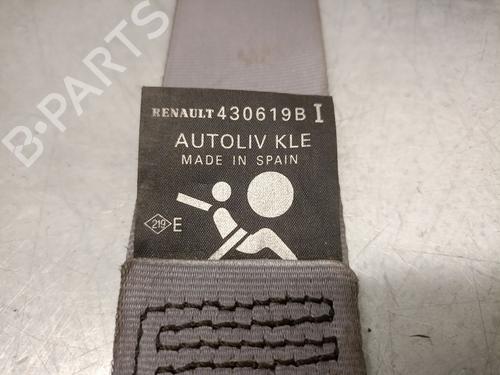 RENAULT 430619B I
AUTOLIV KLE
MADE IN SPAIN
219 E
B-PARTS